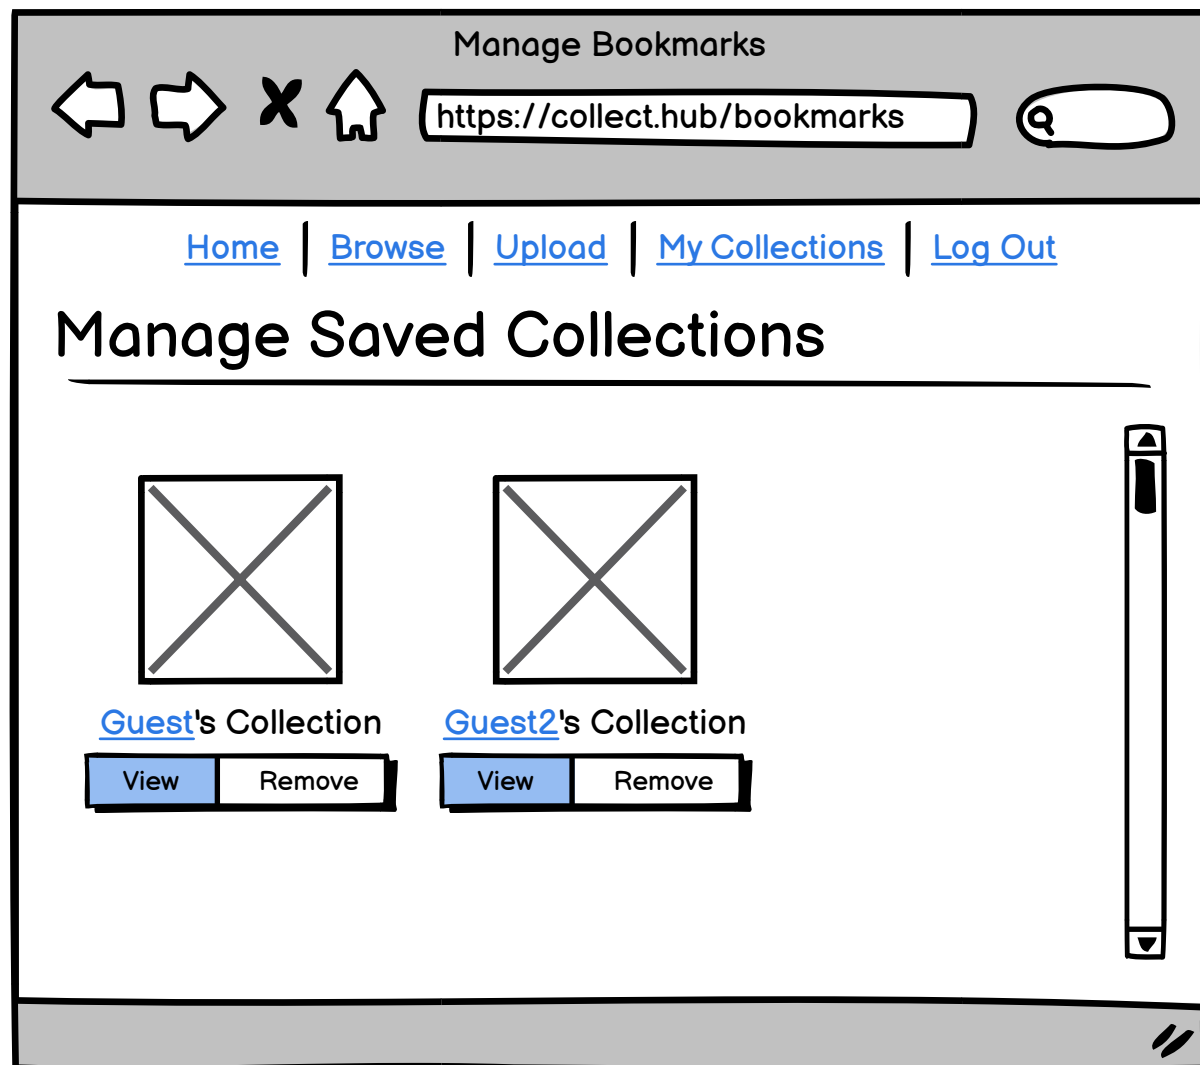 Manage Bookmarks
https://collect.hub/bookmarks
Home Browse Upload My Collections Log Out
Manage Saved Collections
Guest's Collection Guest2's Collection
View Remove View Remove